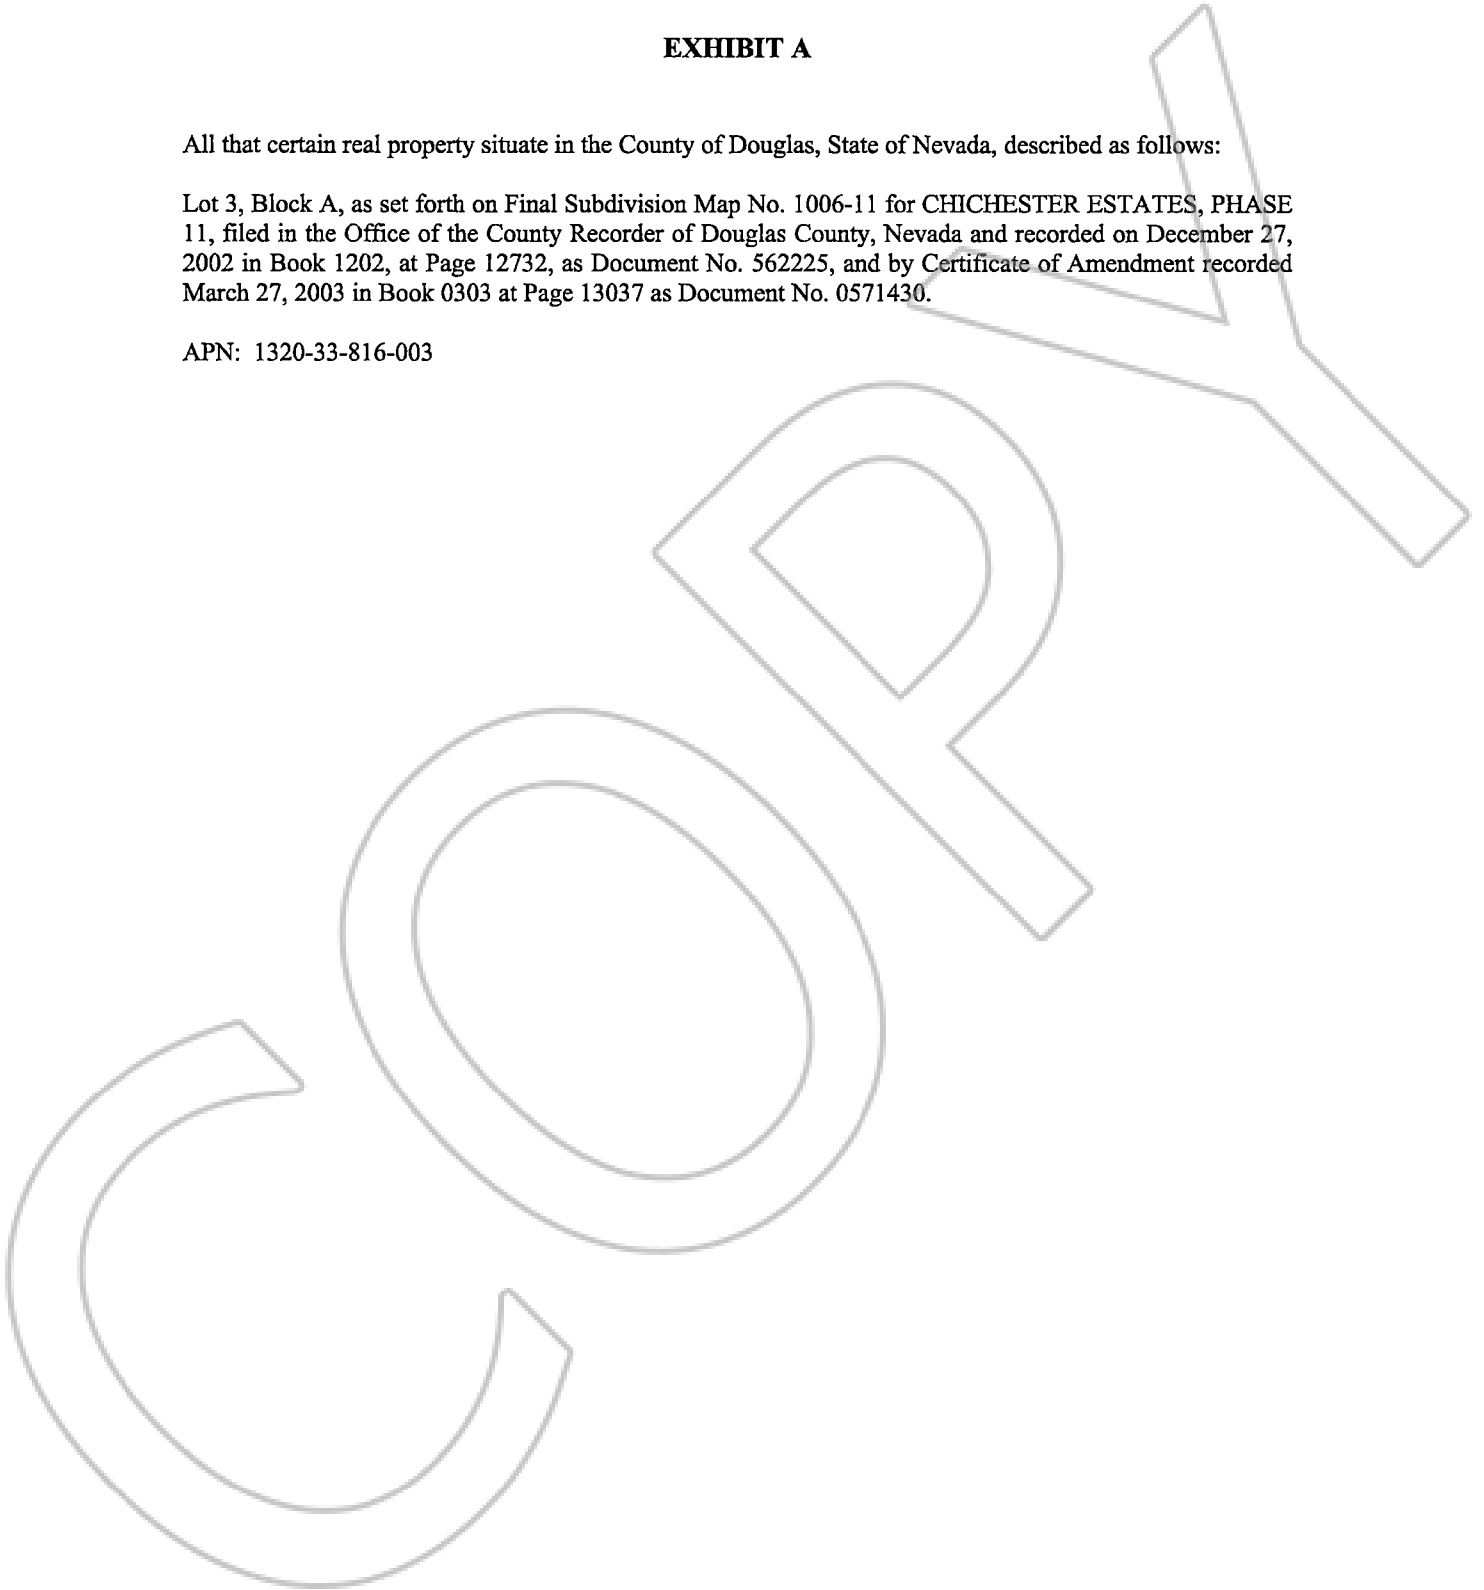 EXHIBIT A
All that certain real property situate in the County of Douglas, State of Nevada, described as follows:
Lot 3, Block A, as set forth on Final Subdivision Map No. 1006-11 for CHICHESTER ESTATES, PHASE
11, filed in the Office of the County Recorder of Douglas County, Nevada and recorded on December 27,
2002 in Book 1202, at Page 12732, as Document No. 562225, and by Certificate of Amendment recorded
March 27, 2003 in Book 0303 at Page 13037 as Document No. 0571430.
APN: 1320-33-816-003
COPY